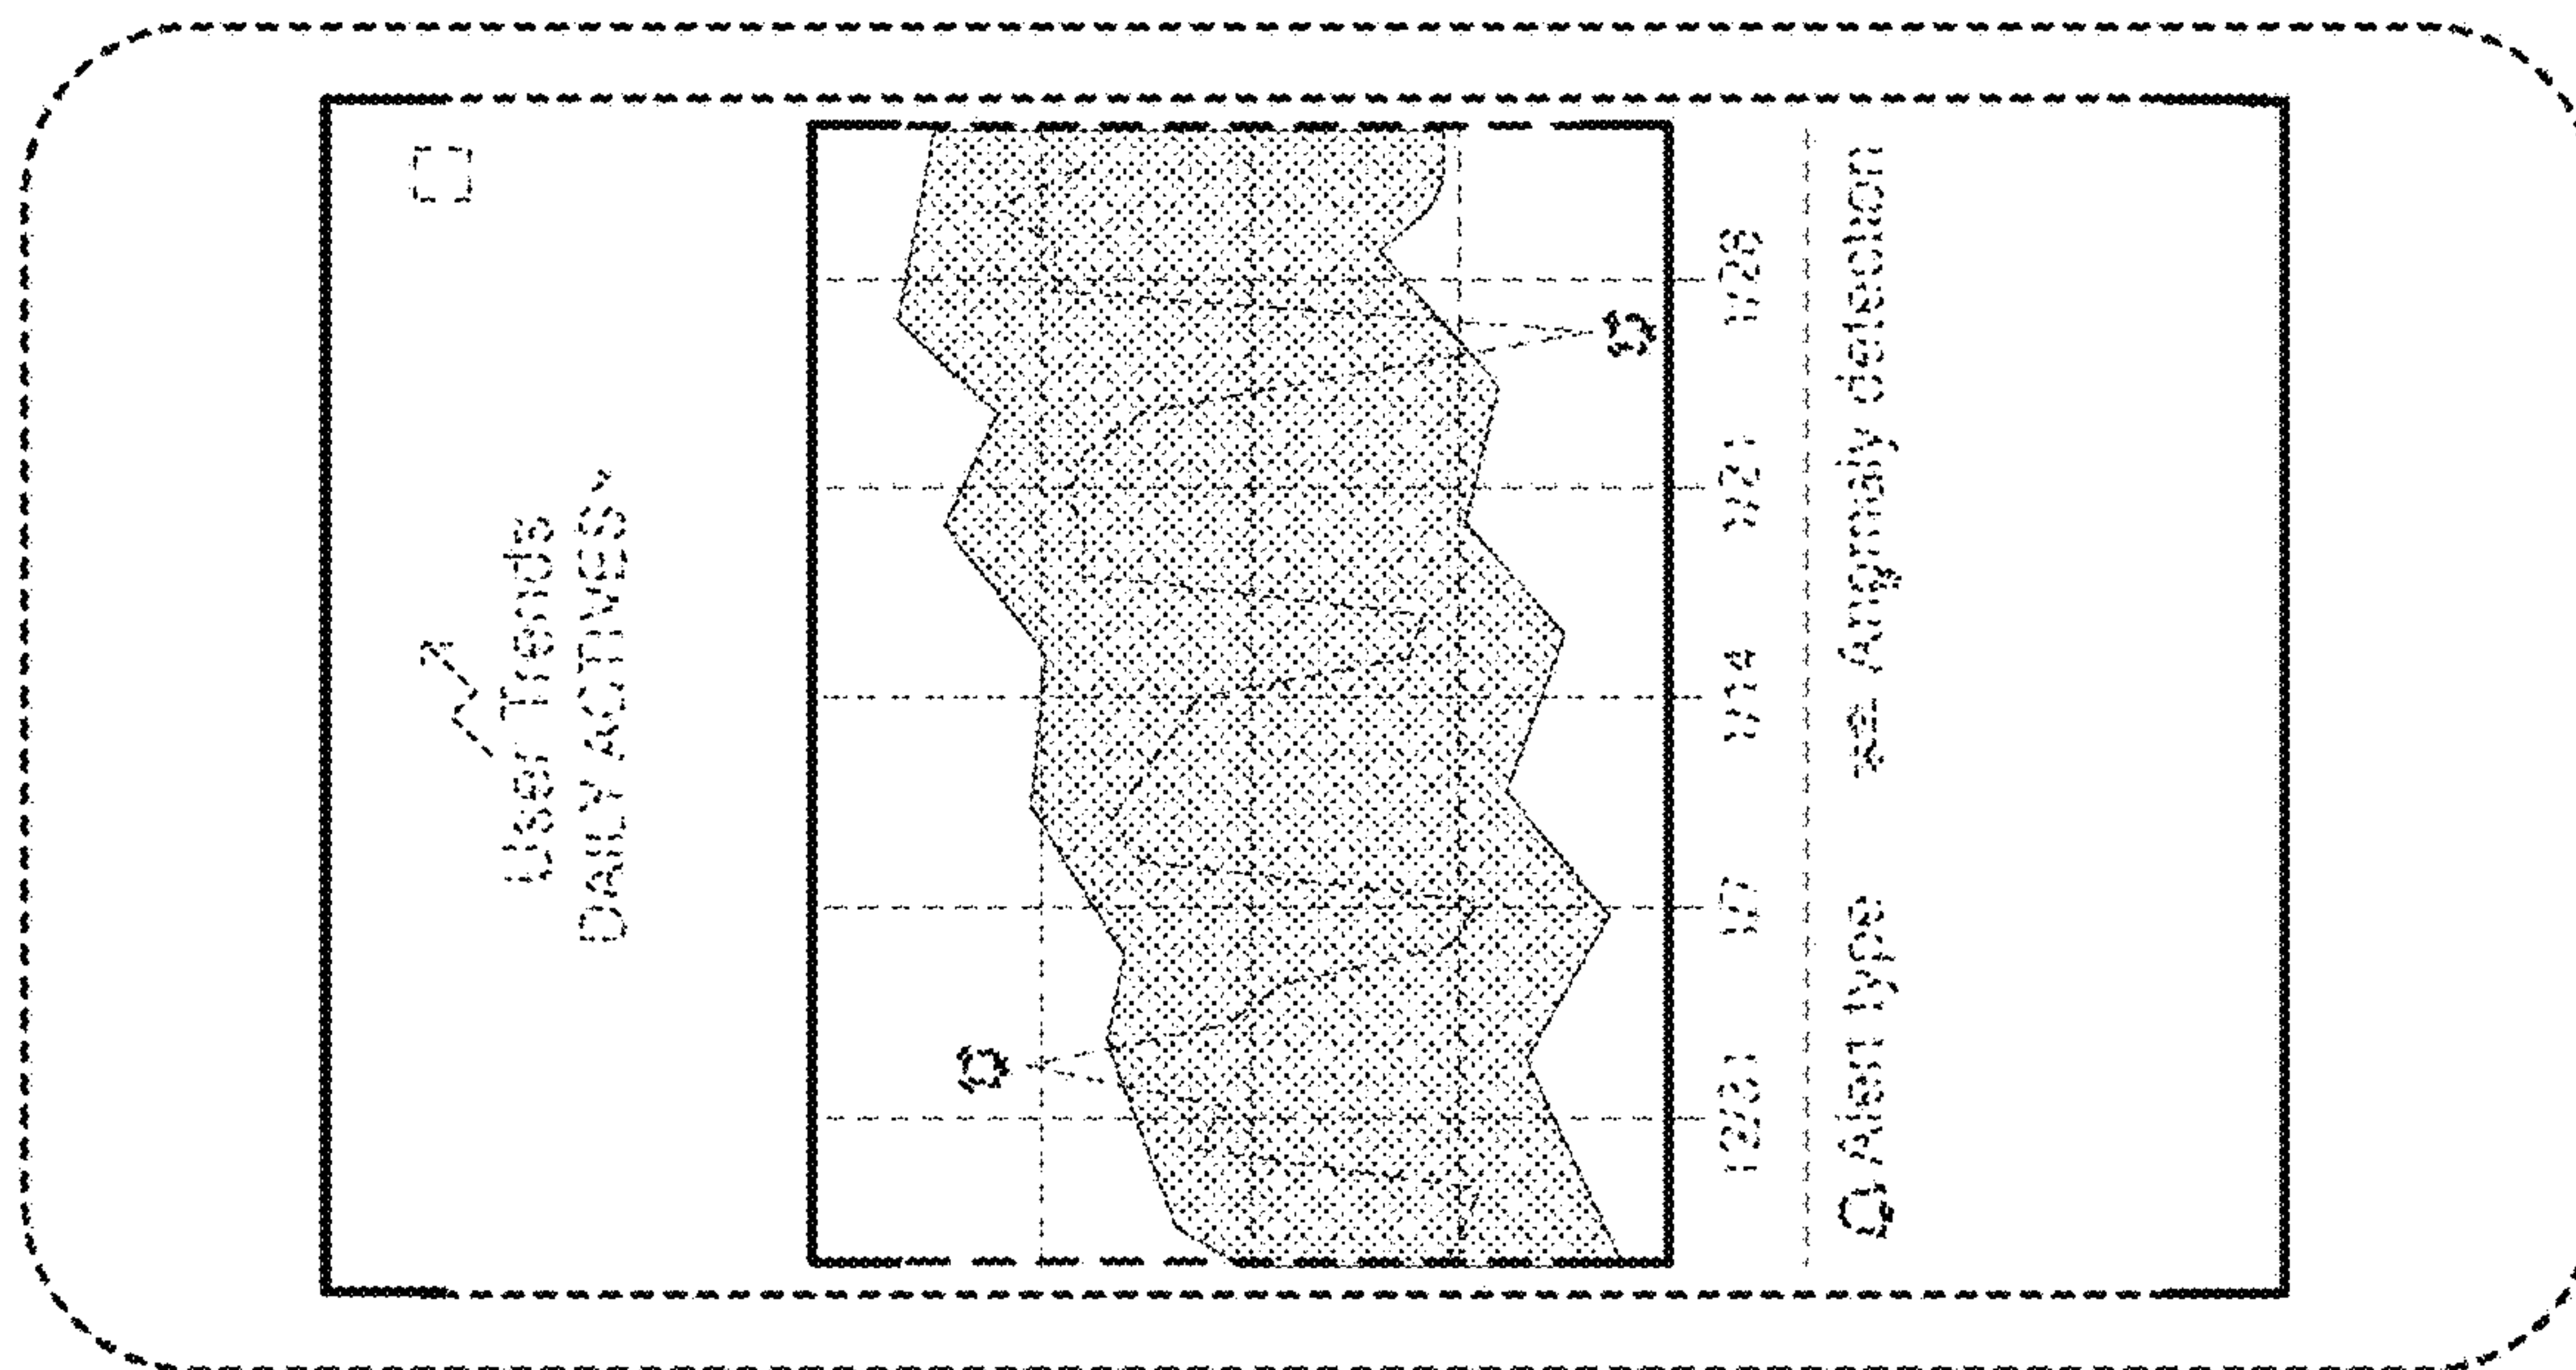 User Trends
DAILY ACTIVES
12/31 1/7 1/14 1/21 1/28
Alert type Anomaly detection